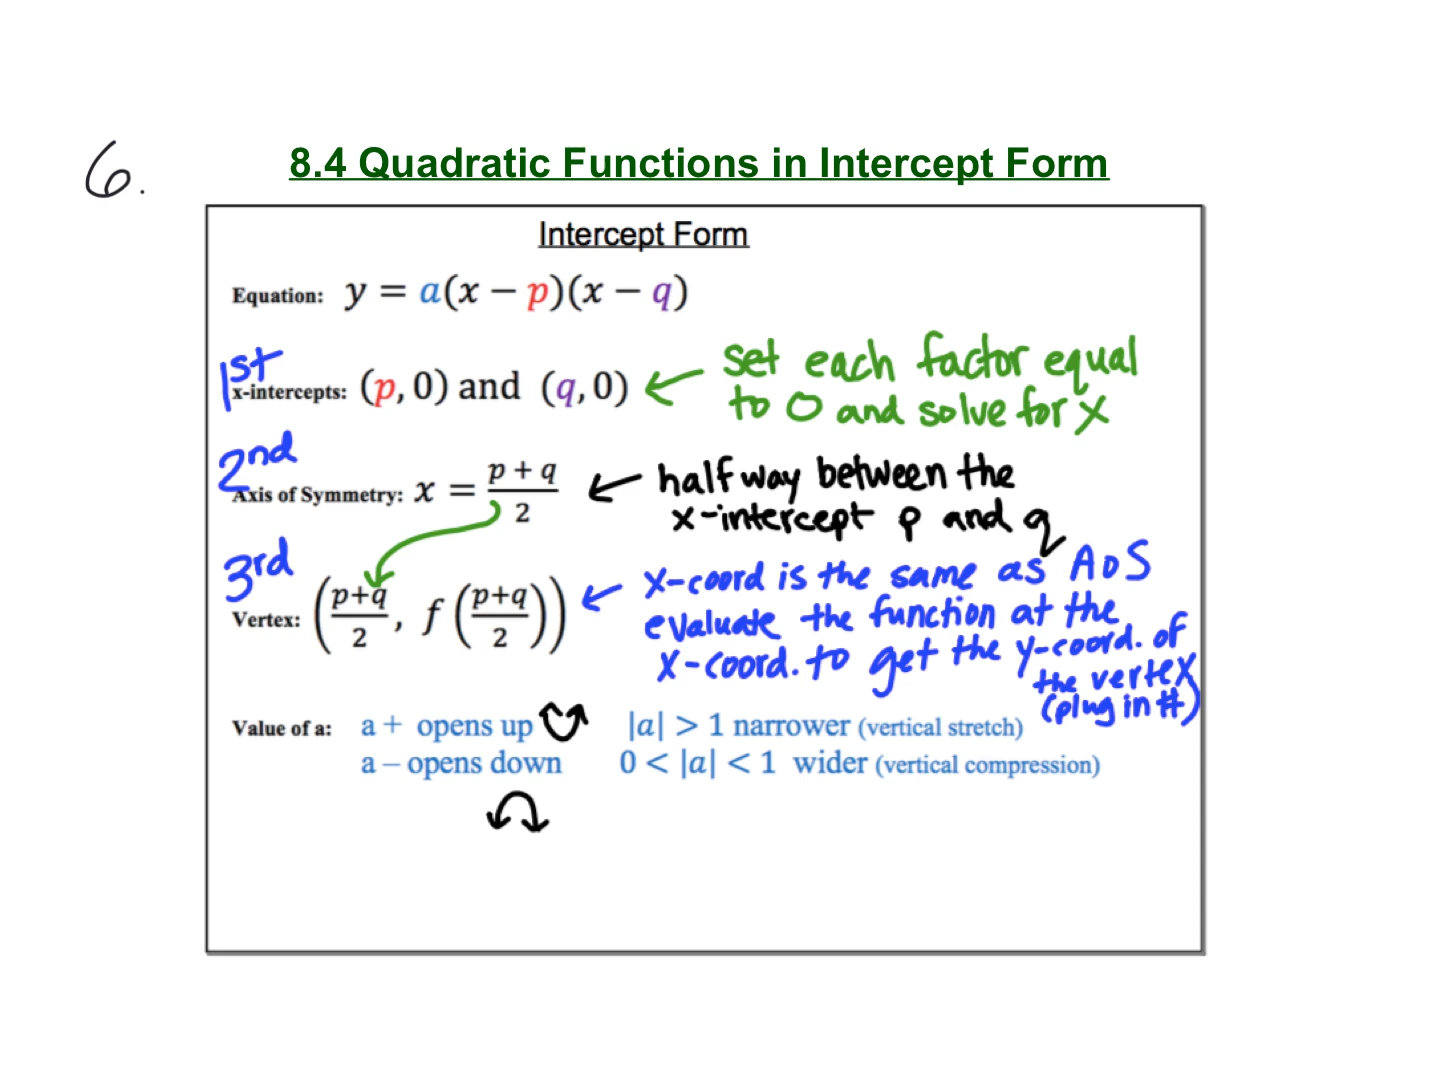 6.
8.4 Quadratic Functions in Intercept Form
Intercept Form
Equation: y = a(x − p)(x − q)
1st
x-intercepts: (p, 0) and (q, 0)
set each factor equal
to 0 and solve for x
2nd
Axis of Symmetry: x = (p + q)/2
halfway between the
x-intercept p and q
3rd
Vertex: ((p+q)/2, f((p+q)/2))
x-coord is the same as AoS
evaluate the function at the
x-coord. to get the y-coord. of
the vertex
(plug in #)
Value of a: a + opens up |a| > 1 narrower (vertical stretch)
a – opens down 0 < |a| < 1 wider (vertical compression)